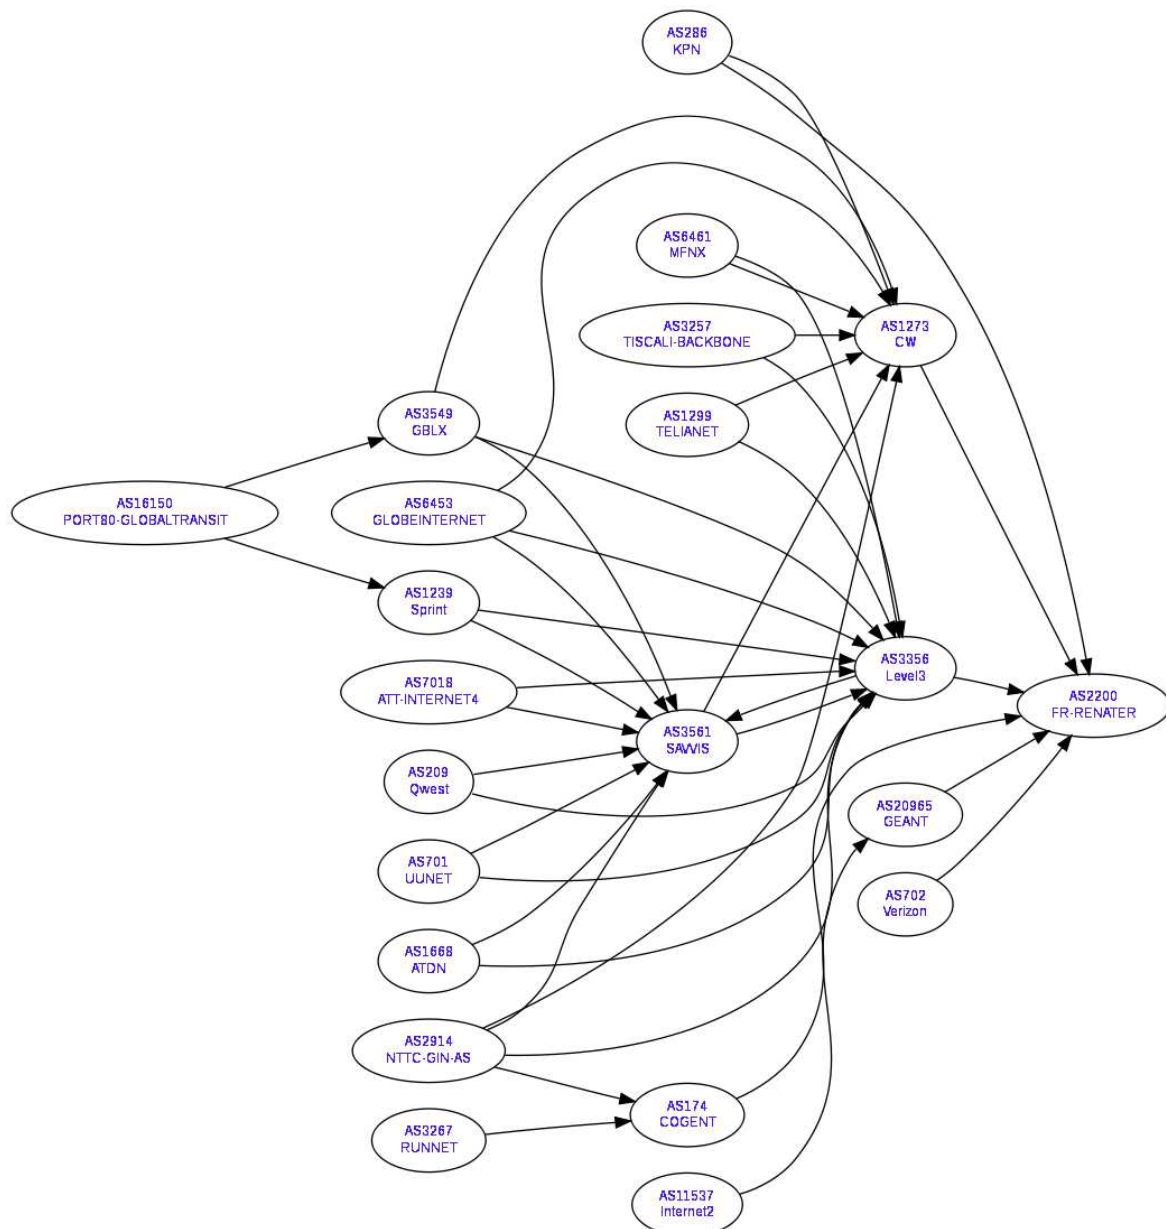 AS286
KPN
AS6461
MFNX
AS3257
TISCALI-BACKBONE
AS1273
CW
AS1299
TELIANET
AS3549
GBLX
AS16150
PORT80-GLOBALTRANSIT
AS6453
GLOBEINTERNET
AS1239
Sprint
AS3356
Level3
AS7018
ATT-INTERNET4
AS2200
FR-RENATER
AS3561
SAVVIS
AS209
Qwest
AS20965
GEANT
AS701
UUNET
AS702
Verizon
AS1668
ATDN
AS2914
NTTC-GIN-AS
AS174
COGENT
AS3267
RUNNET
AS11537
Internet2